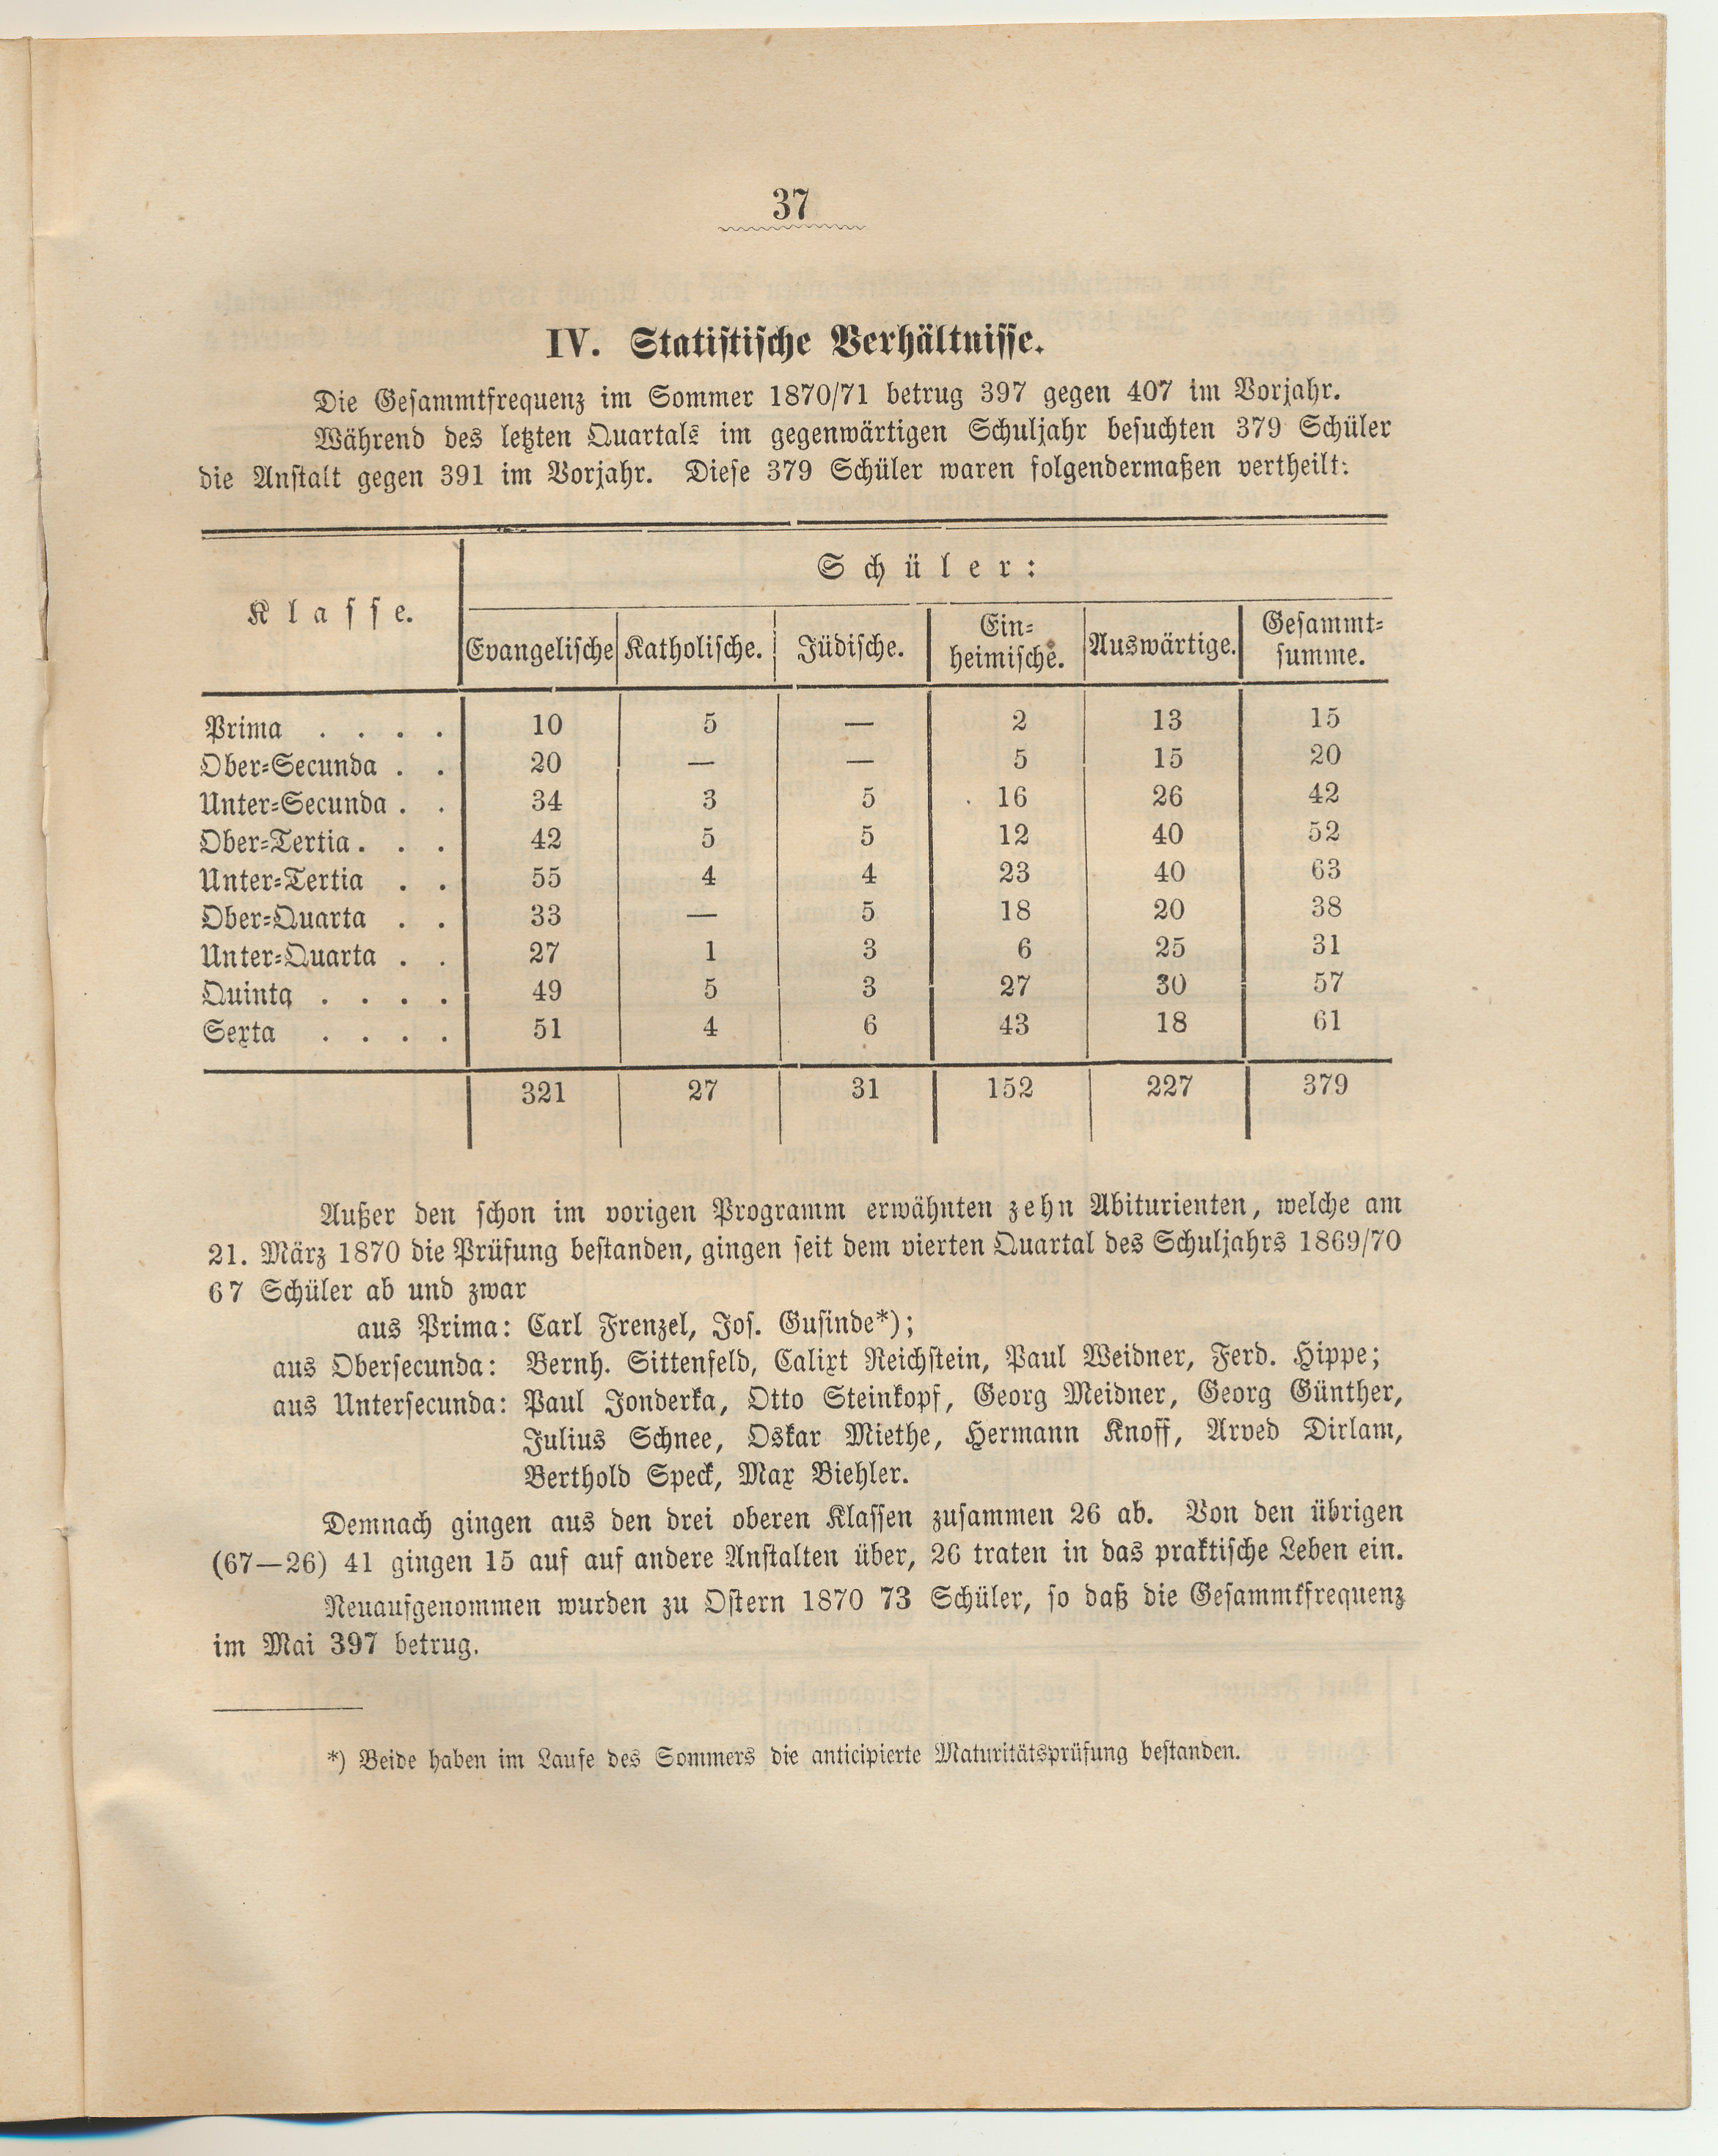 37
IV. Statistische Verhältnisse.
Die Gesammtfrequenz im Sommer 1870/71 betrug 397 gegen 407 im Vorjahr.
Während des letzten Quartals im gegenwärtigen Schuljahr besuchten 379 Schüler
die Anstalt gegen 391 im Vorjahr. Diese 379 Schüler waren folgendermaßen vertheilt:
Klasse. Schüler:
Evangelische Katholische. Jüdische. Ein-heimische. Auswärtige. Gesammt-summe.
Prima . . . . 10 5 — 2 13 15
Ober-Secunda . . 20 — — 5 15 20
Unter-Secunda . . 34 3 5 16 26 42
Ober-Tertia . . . 42 5 5 12 40 52
Unter-Tertia . . 55 4 4 23 40 63
Ober-Quarta . . 33 — 5 18 20 38
Unter-Quarta . . 27 1 3 6 25 31
Quinta . . . . 49 5 3 27 30 57
Sexta . . . . 51 4 6 43 18 61
321 27 31 152 227 379
Außer den schon im vorigen Programm erwähnten zehn Abiturienten, welche am
21. März 1870 die Prüfung bestanden, gingen seit dem vierten Quartal des Schuljahrs 1869/70
67 Schüler ab und zwar
aus Prima: Carl Frenzel, Jos. Gusinde*);
aus Obersecunda: Bernh. Sittenfeld, Calixt Reichstein, Paul Weidner, Ferd. Hippe;
aus Untersecunda: Paul Jonderka, Otto Steinkopf, Georg Meidner, Georg Günther,
Julius Schnee, Oskar Miethe, Hermann Knoff, Arved Dirlam,
Berthold Speck, Max Biehler.
Demnach gingen aus den drei oberen Klassen zusammen 26 ab. Von den übrigen
(67—26) 41 gingen 15 auf auf andere Anstalten über, 26 traten in das praktische Leben ein.
Neuaufgenommen wurden zu Ostern 1870 73 Schüler, so daß die Gesammtfrequenz
im Mai 397 betrug.
*) Beide haben im Laufe des Sommers die anticipierte Maturitätsprüfung bestanden.